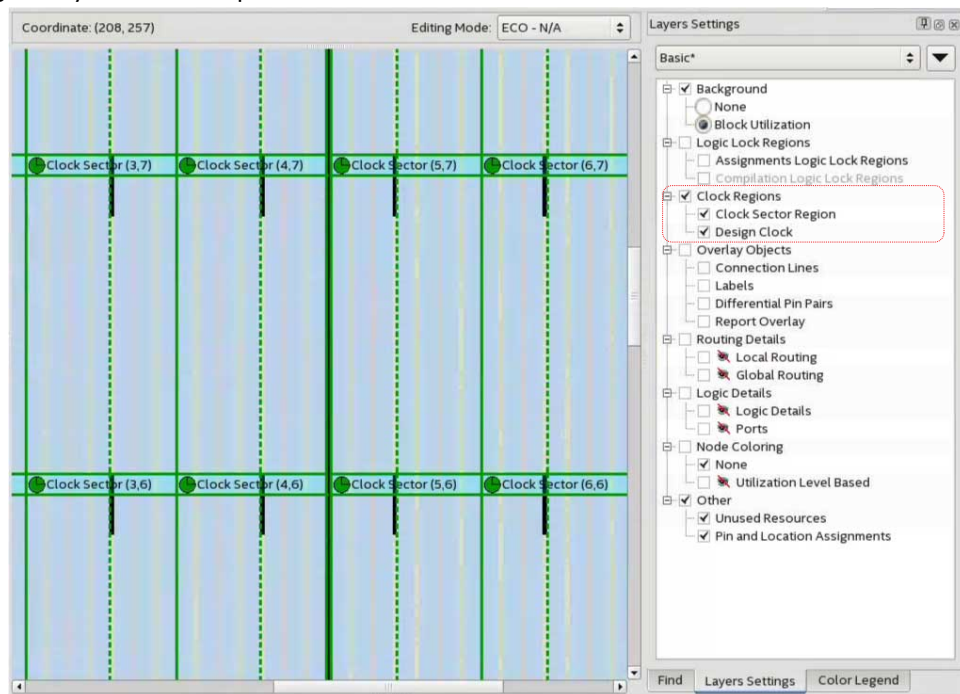 Coordinate: (208, 257)
Editing Mode: ECO - N/A
Clock Sector (3,7)
Clock Sector (4,7)
Clock Sector (5,7)
Clock Sector (6,7)
Clock Sector (3,6)
Clock Sector (4,6)
Clock Sector (5,6)
Clock Sector (6,6)
Layers Settings
Basic*
Background
None
Block Utilization
Logic Lock Regions
Assignments Logic Lock Regions
Compilation Logic Lock Regions
Clock Regions
Clock Sector Region
Design Clock
Overlay Objects
Connection Lines
Labels
Differential Pin Pairs
Report Overlay
Routing Details
Local Routing
Global Routing
Logic Details
Logic Details
Ports
Node Coloring
None
Utilization Level Based
Other
Unused Resources
Pin and Location Assignments
Find
Layers Settings
Color Legend